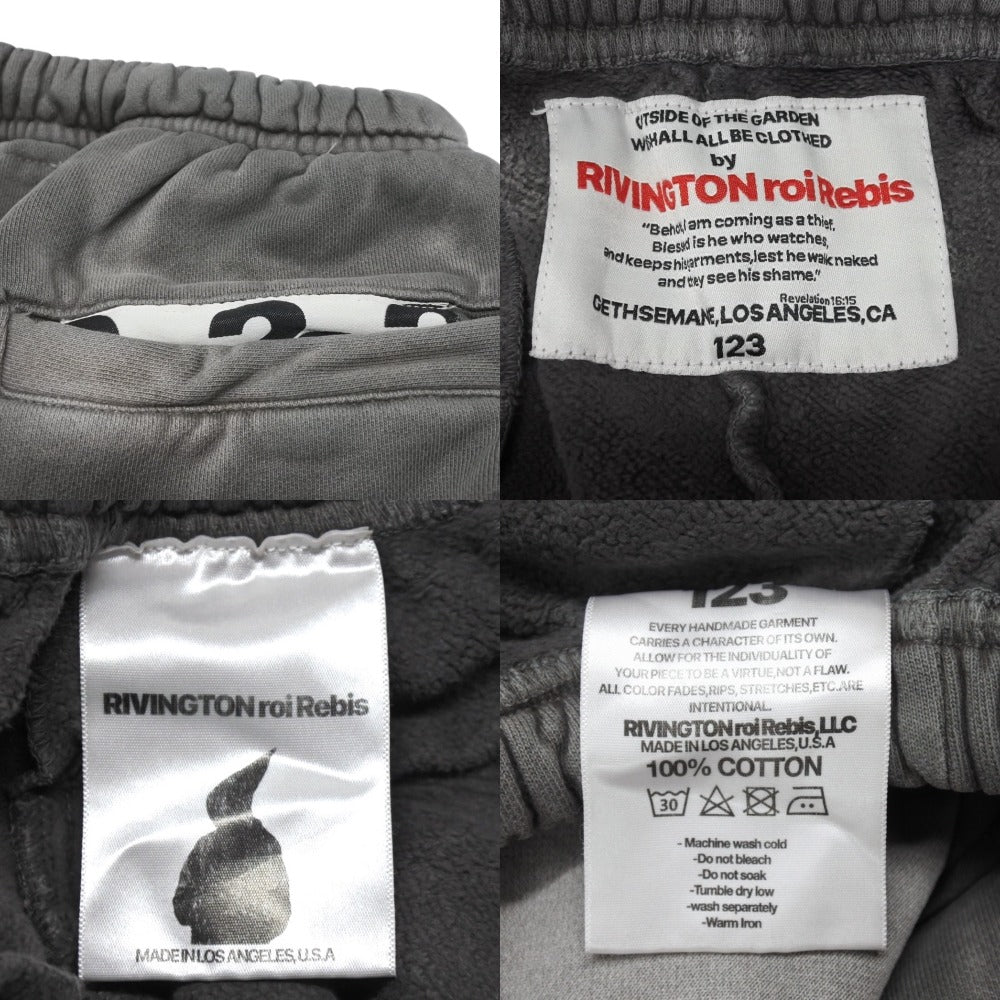 OUTSIDE OF THE GARDEN
WE SHALL ALL BE CLOTHED
by
RIVINGTON roi Rebis
"Behold, I am coming as a thief.
Blessed is he who watches,
and keeps his garments, lest he walk naked
and they see his shame."
Revelation 16:15
GETHSEMANE, LOS ANGELES, CA
123
RIVINGTON roi Rebis
MADE IN LOS ANGELES, U.S.A
123
EVERY HANDMADE GARMENT
CARRIES A CHARACTER OF ITS OWN.
ALLOW FOR THE INDIVIDUALITY OF
YOUR PIECE TO BE A VIRTUE, NOT A FLAW.
ALL COLOR FADES, RIPS, STRETCHES, ETC. ARE
INTENTIONAL.
RIVINGTON roi Rebis, LLC
MADE IN LOS ANGELES, U.S.A
100% COTTON
30
- Machine wash cold
-Do not bleach
-Do not soak
-Tumble dry low
-wash separately
-Warm Iron